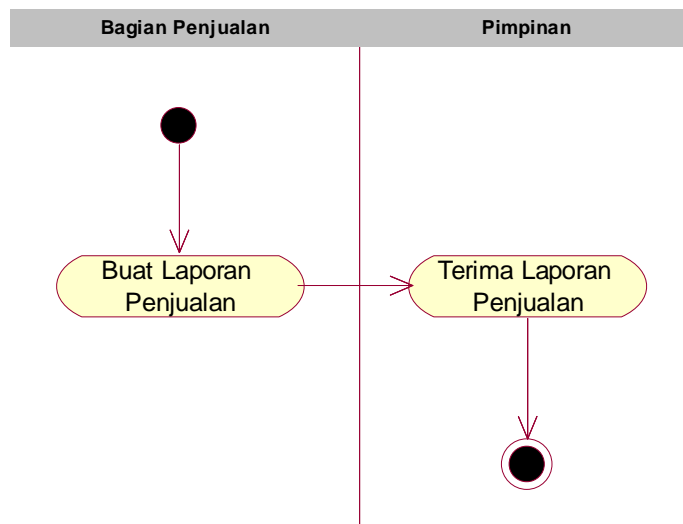 Bagian Penjualan
Pimpinan
Buat Laporan
Penjualan
Terima Laporan
Penjualan